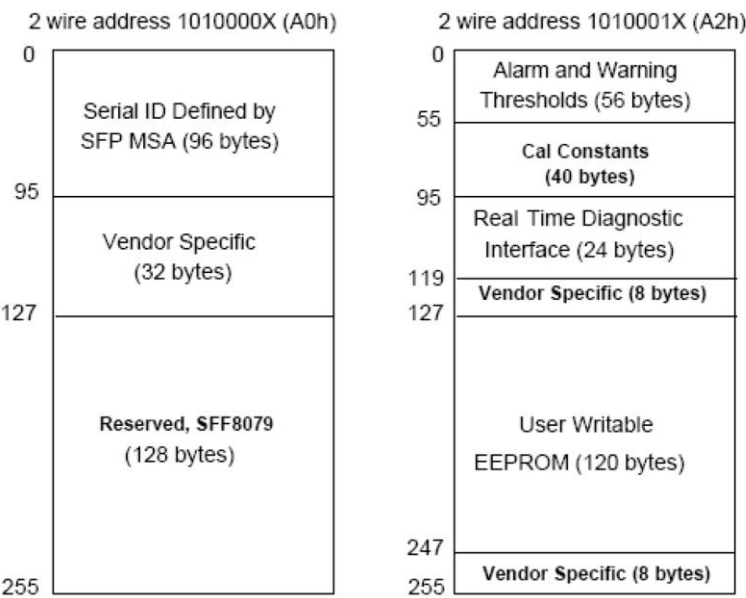 2 wire address 1010000X (A0h)
0
Serial ID Defined by
SFP MSA (96 bytes)
95
Vendor Specific
(32 bytes)
127
Reserved, SFF8079
(128 bytes)
255
2 wire address 1010001X (A2h)
0
Alarm and Warning
Thresholds (56 bytes)
55
Cal Constants
(40 bytes)
95
Real Time Diagnostic
Interface (24 bytes)
119
Vendor Specific (8 bytes)
127
User Writable
EEPROM (120 bytes)
247
Vendor Specific (8 bytes)
255